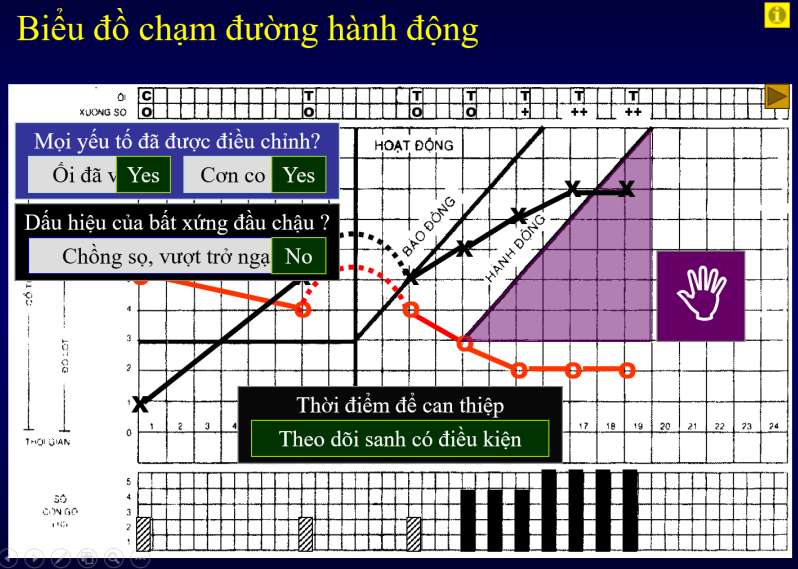 Biểu đồ chạm đường hành động
ỐI C T T T T T T
XƯƠNG SỌ O O O O + ++ ++
Mọi yếu tố đã được điều chỉnh?
Ối đã v Yes Cơn co Yes
HOẠT ĐỘNG
Dấu hiệu của bất xứng đầu chậu ?
Chồng sọ, vượt trở ngạ No
BÁO ĐỘNG
HÀNH ĐỘNG
ĐỘ LỌT
4
3
2
1
0
Thời điểm để can thiệp
Theo dõi sanh có điều kiện
1 2 3 4 17 18 19 20 21 22 23 24
THỜI GIAN
SỐ
CƠN GÒ
5
4
3
2
1